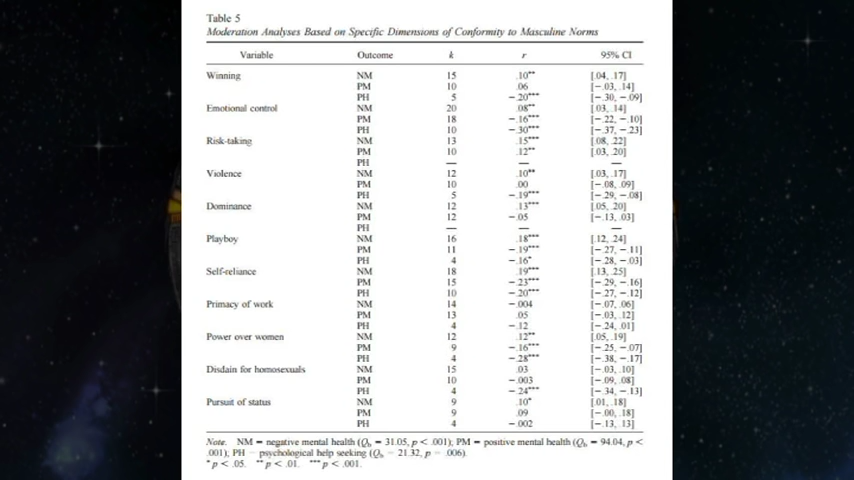 Table 5
Moderation Analyses Based on Specific Dimensions of Conformity to Masculine Norms
Variable Outcome k r 95% CI
Winning NM 15 .10** [.04, .17]
PM 10 .06 [−.03, .14]
PH 5 −.20*** [−.30, −.09]
Emotional control NM 20 .08** [.03, .14]
PM 18 −.16*** [−.22, −.10]
PH 10 −.30*** [−.37, −.23]
Risk-taking NM 13 .15*** [.08, .22]
PM 10 .12** [.03, .20]
PH — — —
Violence NM 12 .10** [.03, .17]
PM 10 .00 [−.08, .09]
PH 5 −.19*** [−.29, −.08]
Dominance NM 12 .13*** [.05, .20]
PM 12 −.05 [−.13, .03]
PH — — —
Playboy NM 16 .18*** [.12, .24]
PM 11 −.19*** [−.27, −.11]
PH 4 −.16* [−.28, −.03]
Self-reliance NM 18 .19*** [.13, .25]
PM 15 −.23*** [−.29, −.16]
PH 10 −.20*** [−.27, −.12]
Primacy of work NM 14 −.004 [−.07, .06]
PM 13 .05 [−.03, .12]
PH 4 −.12 [−.24, .01]
Power over women NM 12 .12** [.05, .19]
PM 9 −.16*** [−.25, −.07]
PH 4 −.28*** [−.38, −.17]
Disdain for homosexuals NM 15 .03 [−.03, .10]
PM 10 −.003 [−.09, .08]
PH 4 −.24*** [−.34, −.13]
Pursuit of status NM 9 .10* [.01, .18]
PM 9 .09 [−.00, .18]
PH 4 −.002 [−.13, .13]
Note. NM = negative mental health (Qb = 31.05, p < .001); PM = positive mental health (Qb = 94.04, p <
.001); PH = psychological help seeking (Qb = 21.32, p = .006).
*p < .05. **p < .01. ***p < .001.